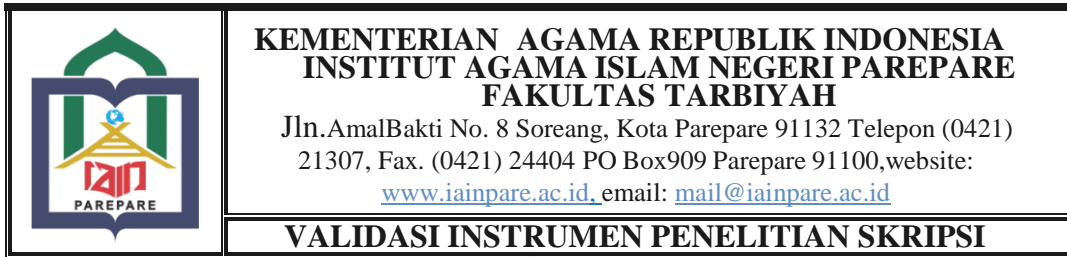 KEMENTERIAN AGAMA REPUBLIK INDONESIA
INSTITUT AGAMA ISLAM NEGERI PAREPARE
FAKULTAS TARBIYAH
Jln.AmalBakti No. 8 Soreang, Kota Parepare 91132 Telepon (0421)
21307, Fax. (0421) 24404 PO Box909 Parepare 91100,website:
www.iainpare.ac.id, email: mail@iainpare.ac.id
VALIDASI INSTRUMEN PENELITIAN SKRIPSI
IAIN
PAREPARE